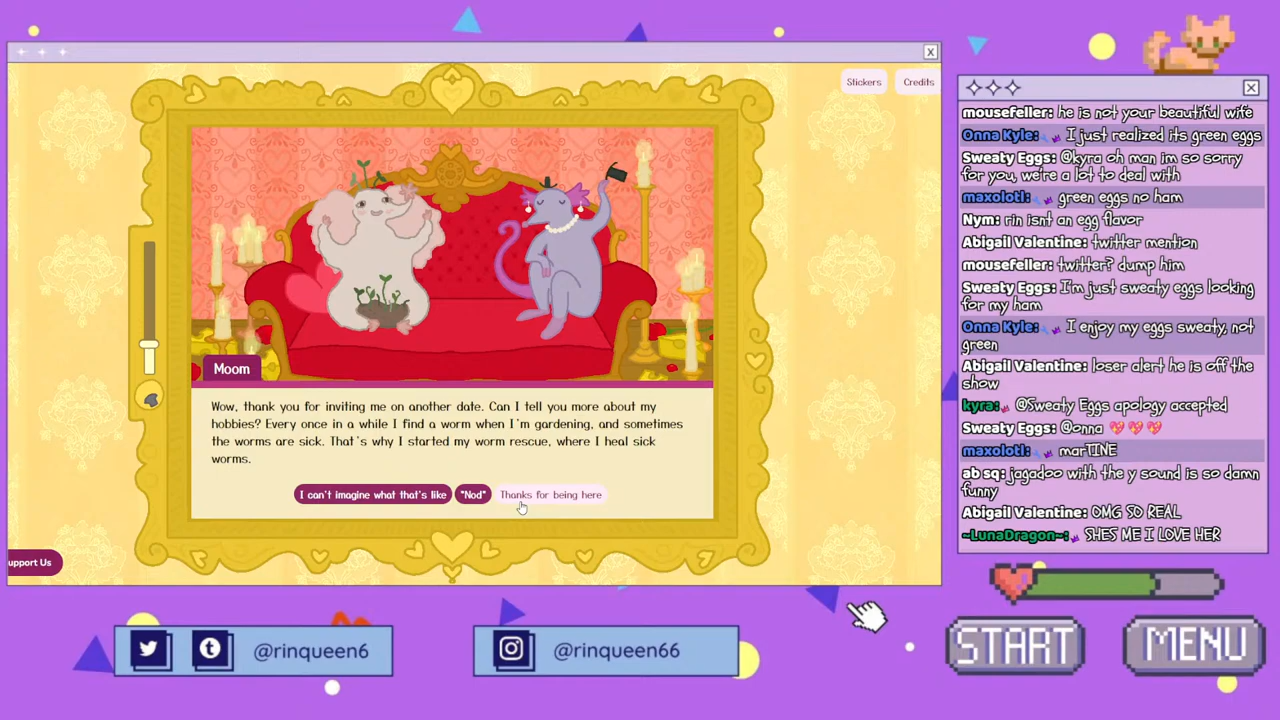 Stickers
Credits
Moom
Wow, thank you for inviting me on another date. Can I tell you more about my
hobbies? Every once in a while I find a worm when I'm gardening, and sometimes
the worms are sick. That's why I started my worm rescue, where I heal sick
worms.
I can't imagine what that's like
"Nod"
Thanks for being here
upport Us
mousefeller: he is not your beautiful wife
Onna Kyle: I just realized its green eggs
Sweaty Eggs: @kyra oh man im so sorry
for you, we're a lot to deal with
maxolotl: green eggs no ham
Nym: rin isnt an egg flavor
Abigail Valentine: twitter mention
mousefeller: twitter? dump him
Sweaty Eggs: I'm just sweaty eggs looking
for my ham
Onna Kyle: I enjoy my eggs sweaty, not
green
Abigail Valentine: loser alert he is off the
show
kyra: @Sweaty Eggs apology accepted
Sweaty Eggs: @onna 💖💖💖
maxolotl: marTINE
ab sq: jagadoo with the y sound is so damn
funny
Abigail Valentine: OMG SO REAL
~LunaDragon~: SHES ME I LOVE HER
START
MENU
@rinqueen6
@rinqueen66